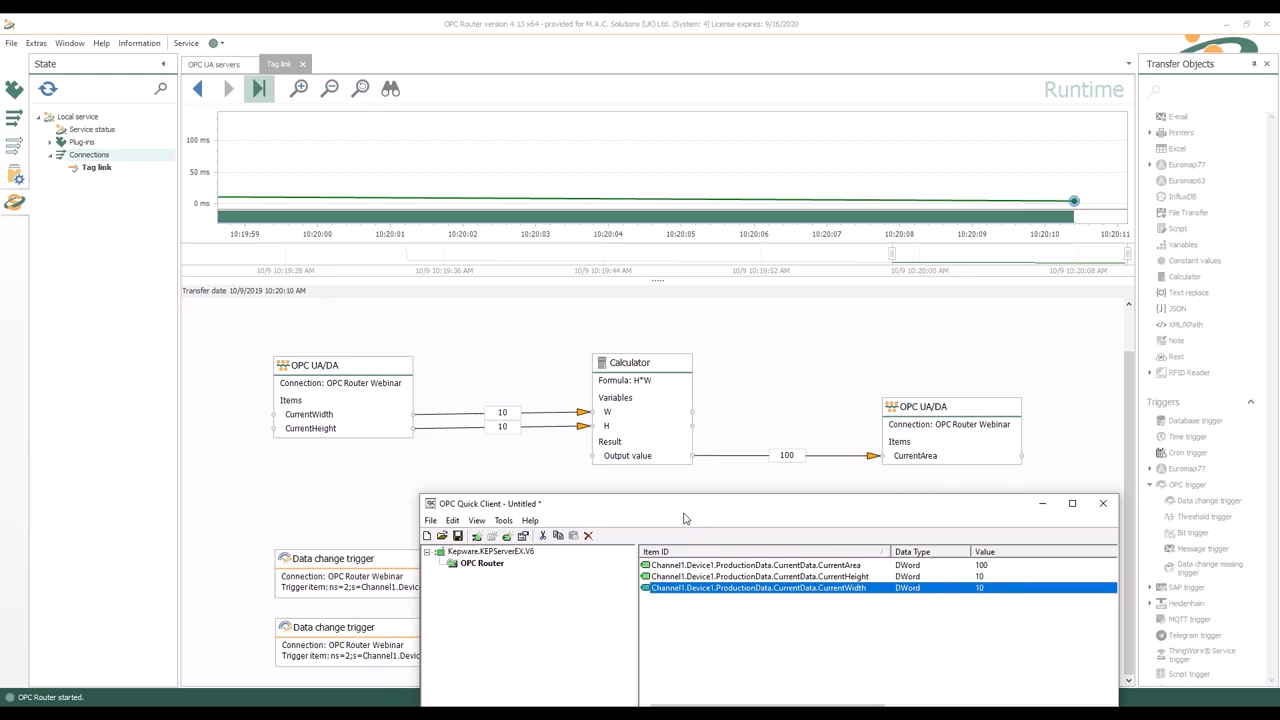 OPC Router version 4.13 x64 - provided for M.A.C. Solutions (UK) Ltd. (System: 4) License expires: 9/16/2020
File Extras Window Help Information Service
State
OPC UA servers
Tag link
Transfer Objects
Runtime
Local service
Service status
Plug-ins
Connections
Tag link
100 ms
50 ms
0 ms
10:19:59 10:20:00 10:20:01 10:20:02 10:20:03 10:20:04 10:20:05 10:20:06 10:20:07 10:20:08 10:20:09 10:20:10 10:20:11
10/9 10:19:28 AM 10/9 10:19:36 AM 10/9 10:19:44 AM 10/9 10:19:52 AM 10/9 10:20:00 AM 10/9 10:20:08 AM
Transfer date 10/9/2019 10:20:10 AM
OPC UA/DA
Connection: OPC Router Webinar
Items
CurrentWidth
CurrentHeight
10
10
Calculator
Formula: H*W
Variables
W
H
Result
Output value
100
OPC UA/DA
Connection: OPC Router Webinar
Items
CurrentArea
Data change trigger
Connection: OPC Router Webinar
Trigger item: ns=2;s=Channel1.Devic
Data change trigger
Connection: OPC Router Webinar
Trigger item: ns=2;s=Channel1.Devic
OPC Quick Client - Untitled *
File Edit View Tools Help
Kepware.KEPServerEX.V6
OPC Router
Item ID Data Type Value
Channel1.Device1.ProductionData.CurrentData.CurrentArea DWord 100
Channel1.Device1.ProductionData.CurrentData.CurrentHeight DWord 10
Channel1.Device1.ProductionData.CurrentData.CurrentWidth DWord 10
E-mail
Printers
Excel
Euromap77
Euromap63
InfluxDB
File Transfer
Script
Variables
Constant values
Calculator
Text replace
JSON
XML/XPath
Note
Rest
RFID Reader
Triggers
Database trigger
Time trigger
Cron trigger
Euromap77
OPC trigger
Data change trigger
Threshold trigger
Bit trigger
Message trigger
Data change missing
trigger
SAP trigger
Heidenhain
MQTT trigger
Telegram trigger
ThingWorx® Service
trigger
Script trigger
OPC Router started.